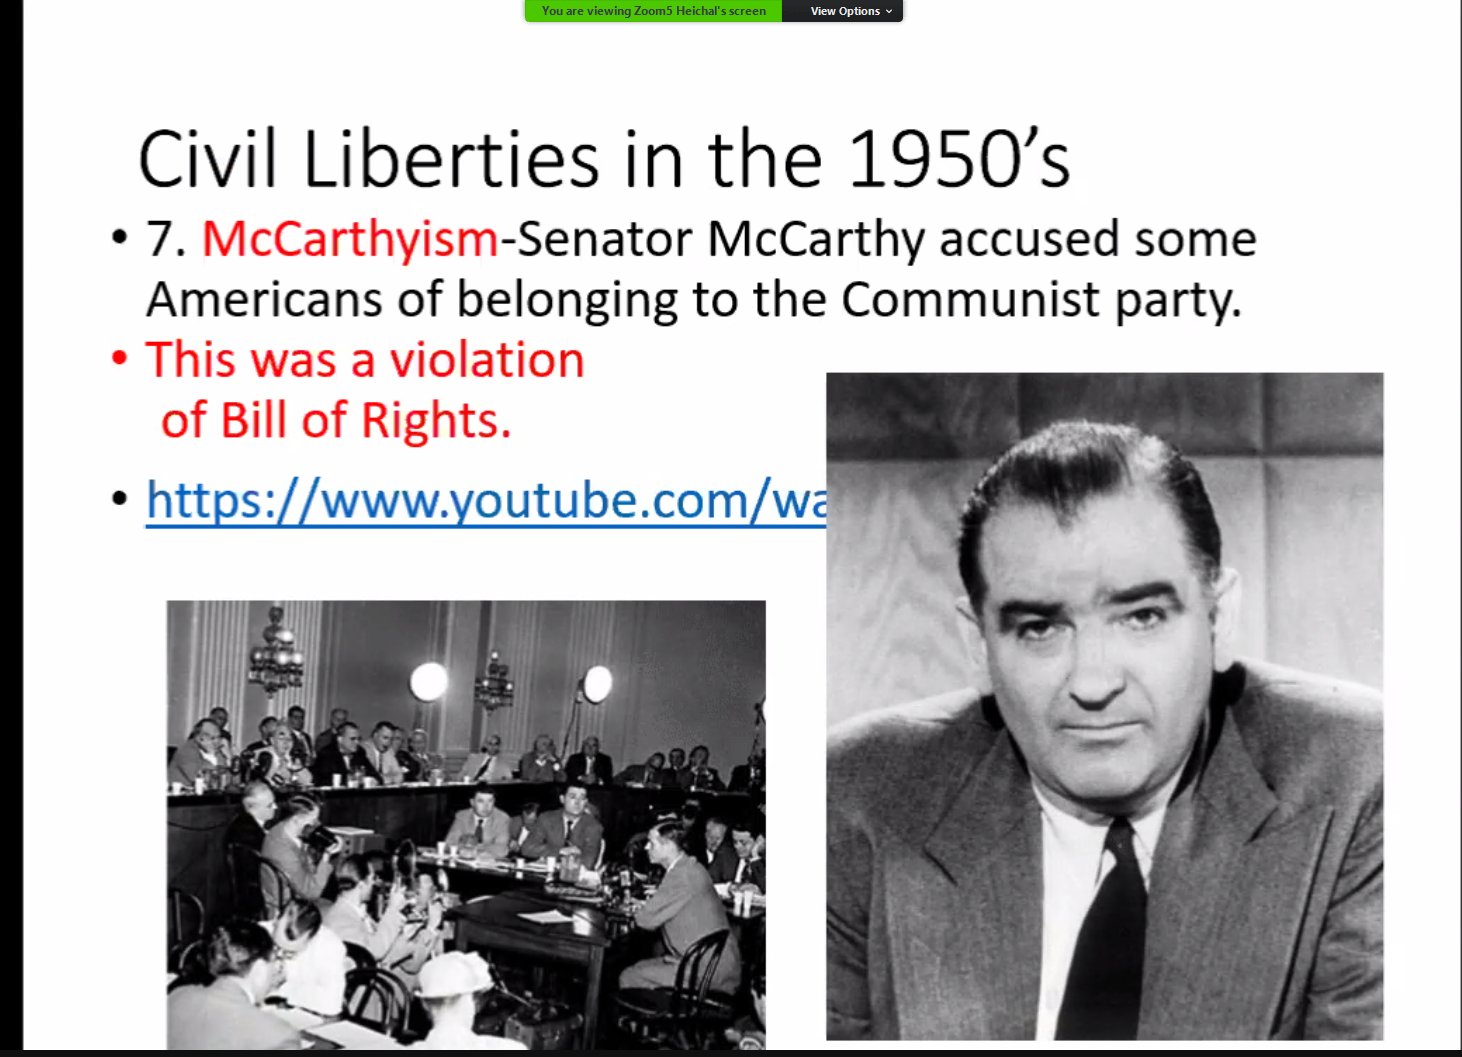 You are viewing Zoom5 Heichal's screen View Options
Civil Liberties in the 1950’s
• 7. McCarthyism-Senator McCarthy accused some
Americans of belonging to the Communist party.
• This was a violation
of Bill of Rights.
• https://www.youtube.com/wa